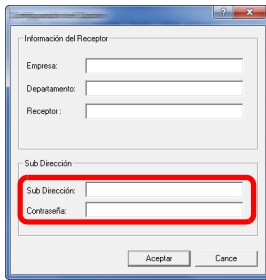 Información del Receptor
Empresa:
Departamento:
Receptor :
Sub Dirección
Sub Dirección:
Contraseña:
Aceptar
Cance